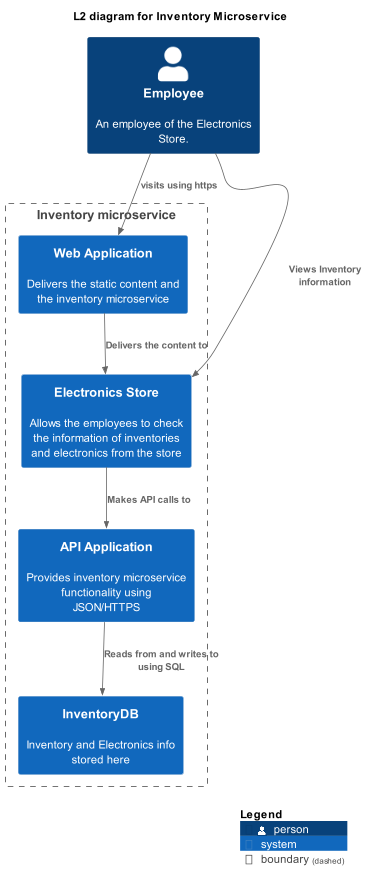 L2 diagram for Inventory Microservice
Employee
An employee of the Electronics
Store.
visits using https
Inventory microservice
Web Application
Delivers the static content and
the inventory microservice
Views Inventory
information
Delivers the content to
Electronics Store
Allows the employees to check
the information of inventories
and electronics from the store
Makes API calls to
API Application
Provides inventory microservice
functionality using
JSON/HTTPS
Reads from and writes to
using SQL
InventoryDB
Inventory and Electronics info
stored here
Legend
person
system
boundary (dashed)